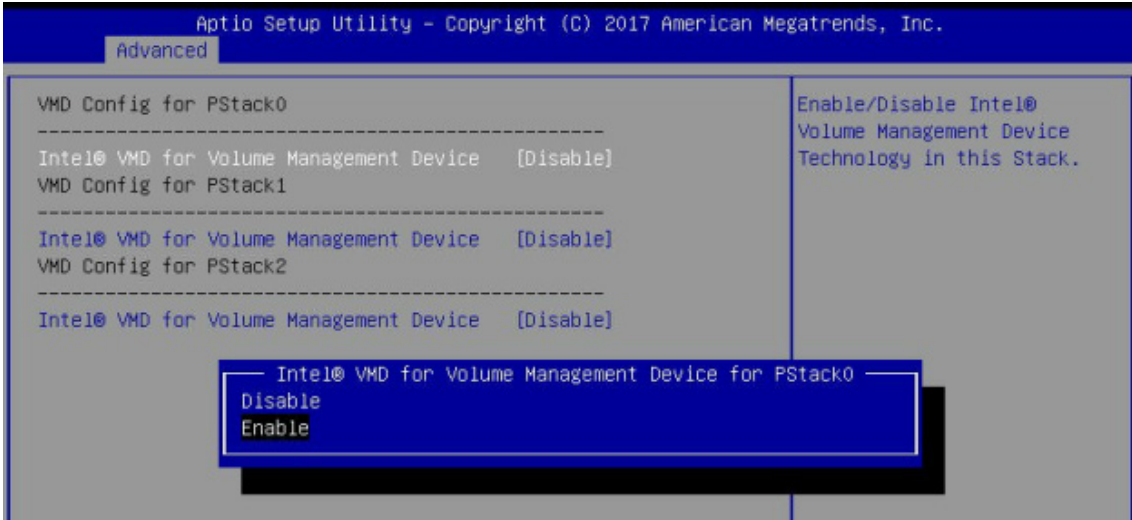 Aptio Setup Utility - Copyright (C) 2017 American Megatrends, Inc.
Advanced
VMD Config for PStack0
------------------------------------------------------
Intel® VMD for Volume Management Device [Disable]
VMD Config for PStack1
------------------------------------------------------
Intel® VMD for Volume Management Device [Disable]
VMD Config for PStack2
------------------------------------------------------
Intel® VMD for Volume Management Device [Disable]
Enable/Disable Intel®
Volume Management Device
Technology in this Stack.
Intel® VMD for Volume Management Device for PStack0
Disable
Enable